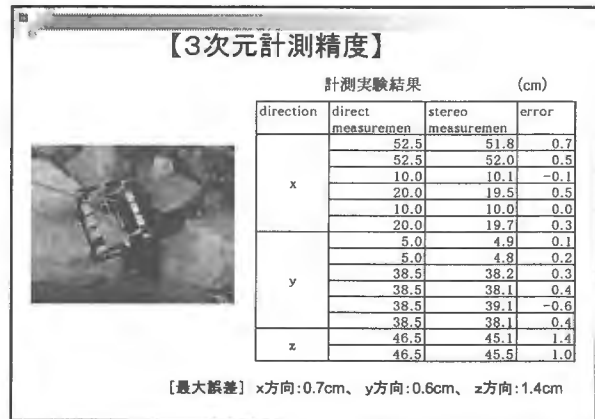 【3次元計測精度】
計測実験結果 (cm)
direction direct measuremen stereo measuremen error
x 52.5 51.8 0.7
52.5 52.0 0.5
10.0 10.1 -0.1
20.0 19.5 0.5
10.0 10.0 0.0
20.0 19.7 0.3
y 5.0 4.9 0.1
5.0 4.8 0.2
38.5 38.2 0.3
38.5 38.1 0.4
38.5 39.1 -0.6
38.5 38.1 0.4
z 46.5 45.1 1.4
46.5 45.5 1.0
[最大誤差] x方向:0.7cm、 y方向:0.6cm、 z方向:1.4cm